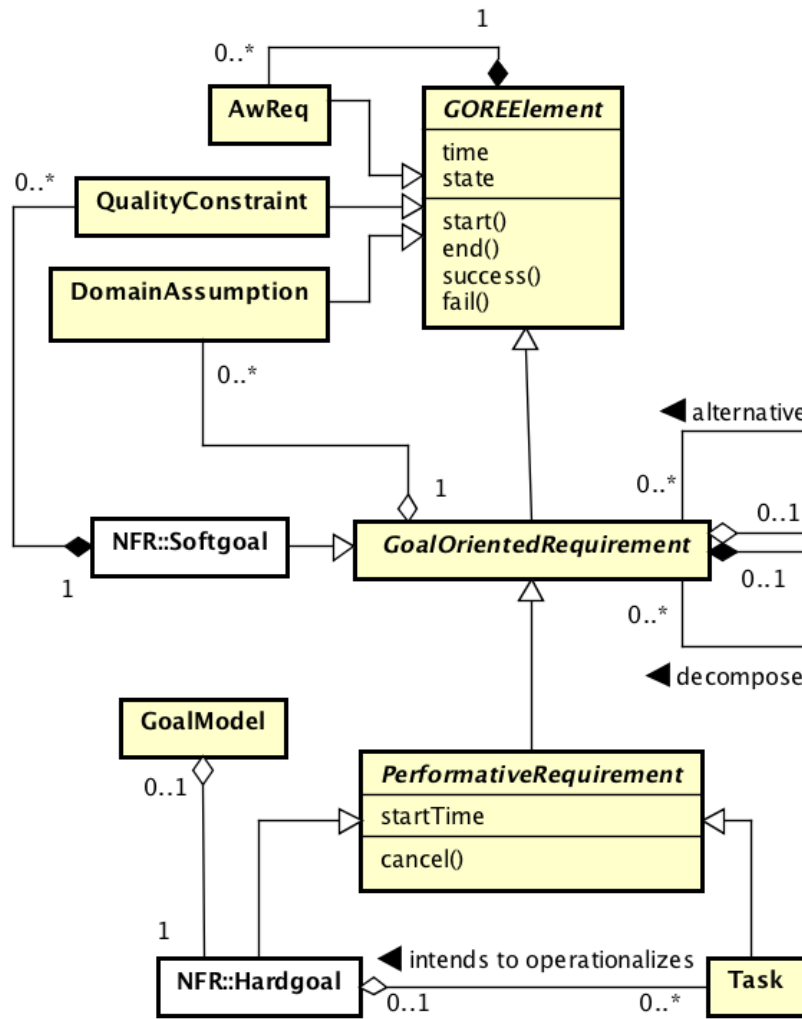 1
0..*
AwReq
GOREElement
time
state
0..*
QualityConstraint
start()
end()
success()
fail()
DomainAssumption
0..*
alternative
1
0..*
0..1
NFR::Softgoal
GoalOrientedRequirement
1
0..1
0..*
decompose
GoalModel
0..1
PerformativeRequirement
startTime
cancel()
1
intends to operationalizes
NFR::Hardgoal
0..1
0..*
Task